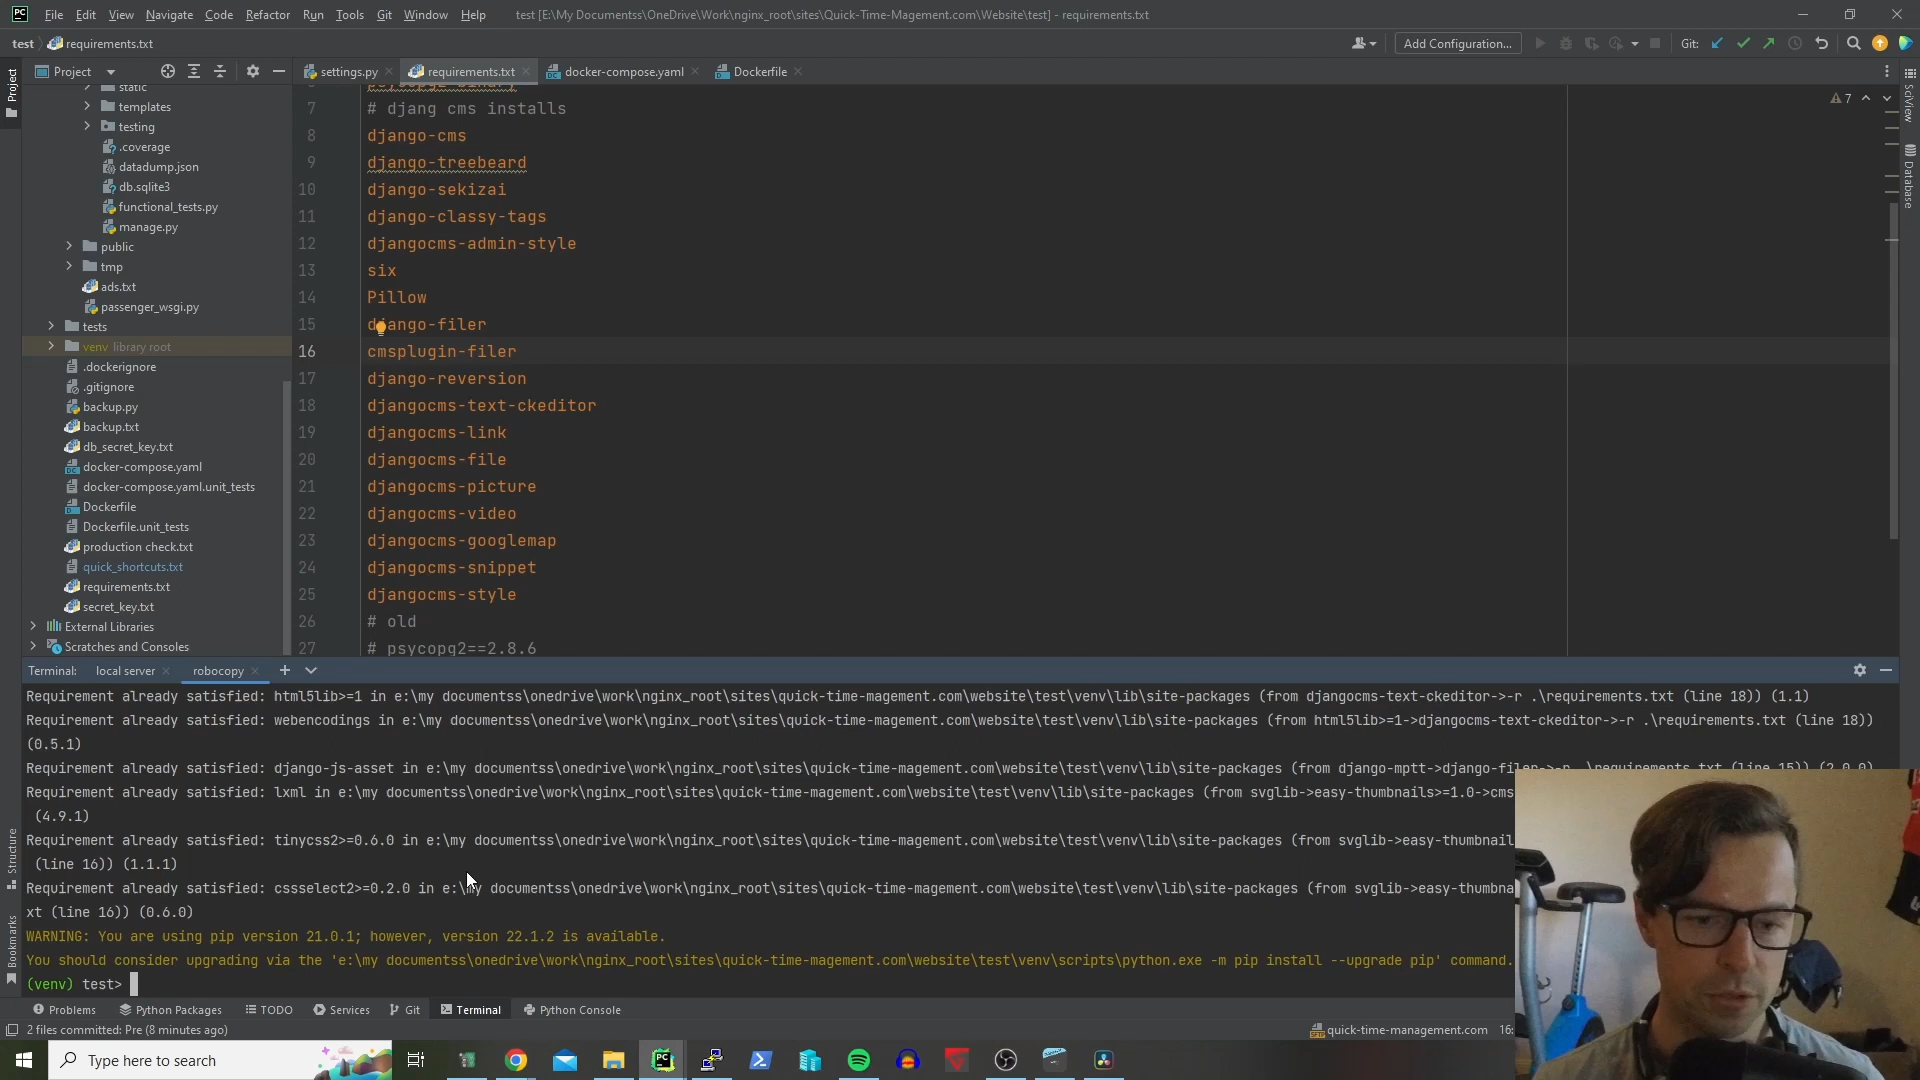 File Edit View Navigate Code Refactor Run Tools Git Window Help test [E:\My Documentss\OneDrive\Work\nginx_root\sites\Quick-Time-Magement.com\Website\test] - requirements.txt
test requirements.txt Add Configuration... Git:
Project settings.py requirements.txt docker-compose.yaml Dockerfile
Project
SciView
Database
Structure
Bookmarks
static
templates
testing
.coverage
datadump.json
db.sqlite3
functional_tests.py
manage.py
public
tmp
ads.txt
passenger_wsgi.py
tests
venv library root
.dockerignore
.gitignore
backup.py
backup.txt
db_secret_key.txt
docker-compose.yaml
docker-compose.yaml.unit_tests
Dockerfile
Dockerfile.unit_tests
production check.txt
quick_shortcuts.txt
requirements.txt
secret_key.txt
External Libraries
Scratches and Consoles
7
7 # djang cms installs
8 django-cms
9 django-treebeard
10 django-sekizai
11 django-classy-tags
12 djangocms-admin-style
13 six
14 Pillow
15 django-filer
16 cmsplugin-filer
17 django-reversion
18 djangocms-text-ckeditor
19 djangocms-link
20 djangocms-file
21 djangocms-picture
22 djangocms-video
23 djangocms-googlemap
24 djangocms-snippet
25 djangocms-style
26 # old
27 # psycopg2==2.8.6
Terminal: local server robocopy
Requirement already satisfied: html5lib>=1 in e:\my documentss\onedrive\work\nginx_root\sites\quick-time-magement.com\website\test\venv\lib\site-packages (from djangocms-text-ckeditor->-r .\requirements.txt (line 18)) (1.1)
Requirement already satisfied: webencodings in e:\my documentss\onedrive\work\nginx_root\sites\quick-time-magement.com\website\test\venv\lib\site-packages (from html5lib>=1->djangocms-text-ckeditor->-r .\requirements.txt (line 18))
(0.5.1)
Requirement already satisfied: django-js-asset in e:\my documentss\onedrive\work\nginx_root\sites\quick-time-magement.com\website\test\venv\lib\site-packages (from django-mptt->django-filer->-r .\requirements.txt (line 15)) (2.0.0)
Requirement already satisfied: lxml in e:\my documentss\onedrive\work\nginx_root\sites\quick-time-magement.com\website\test\venv\lib\site-packages (from svglib->easy-thumbnails>=1.0->cms
(4.9.1)
Requirement already satisfied: tinycss2>=0.6.0 in e:\my documentss\onedrive\work\nginx_root\sites\quick-time-magement.com\website\test\venv\lib\site-packages (from svglib->easy-thumbnail
(line 16)) (1.1.1)
Requirement already satisfied: cssselect2>=0.2.0 in e:\my documentss\onedrive\work\nginx_root\sites\quick-time-magement.com\website\test\venv\lib\site-packages (from svglib->easy-thumbna
xt (line 16)) (0.6.0)
WARNING: You are using pip version 21.0.1; however, version 22.1.2 is available.
You should consider upgrading via the 'e:\my documentss\onedrive\work\nginx_root\sites\quick-time-magement.com\website\test\venv\scripts\python.exe -m pip install --upgrade pip' command.
(venv) test>
Problems Python Packages TODO Services Git Terminal Python Console
2 files committed: Pre (8 minutes ago) quick-time-management.com 16:
Type here to search